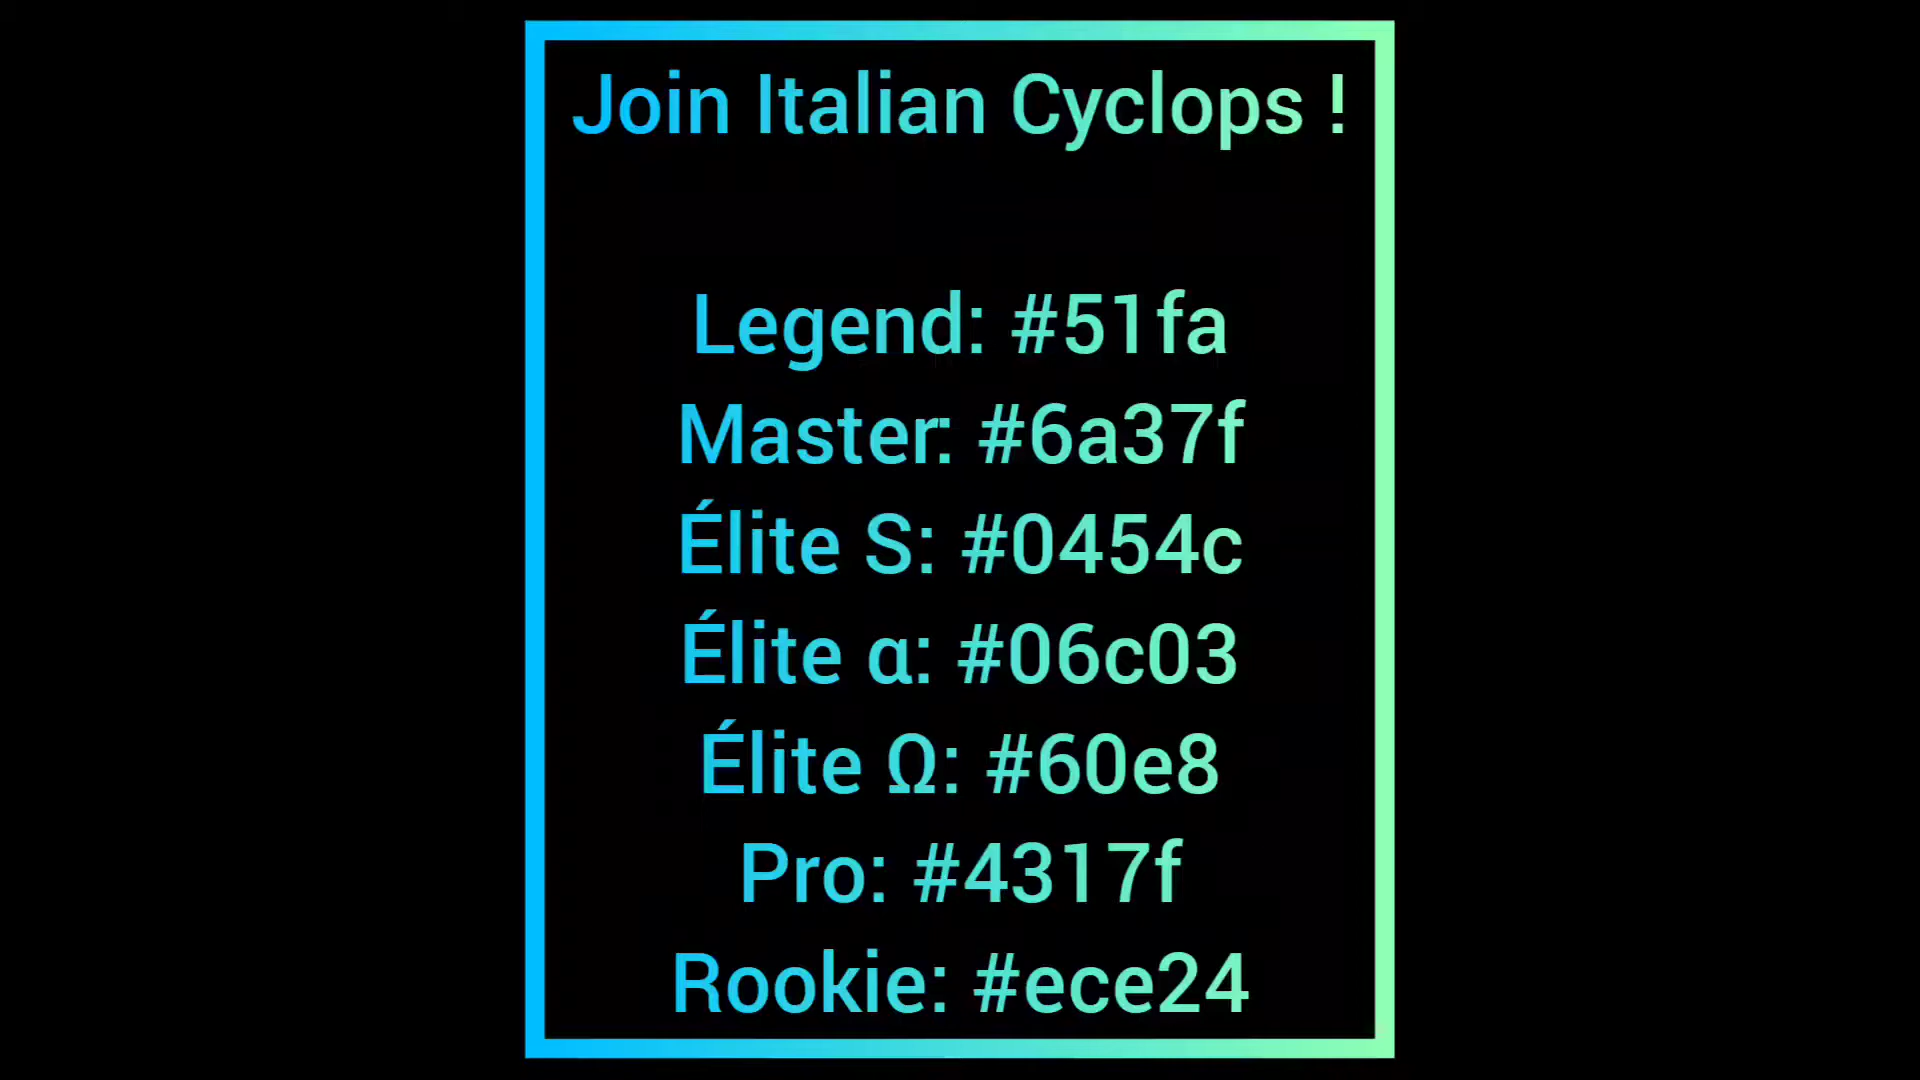 Join Italian Cyclops !
Legend: #51fa
Master: #6a37f
Élite S: #0454c
Élite α: #06c03
Élite Ω: #60e8
Pro: #4317f
Rookie: #ece24